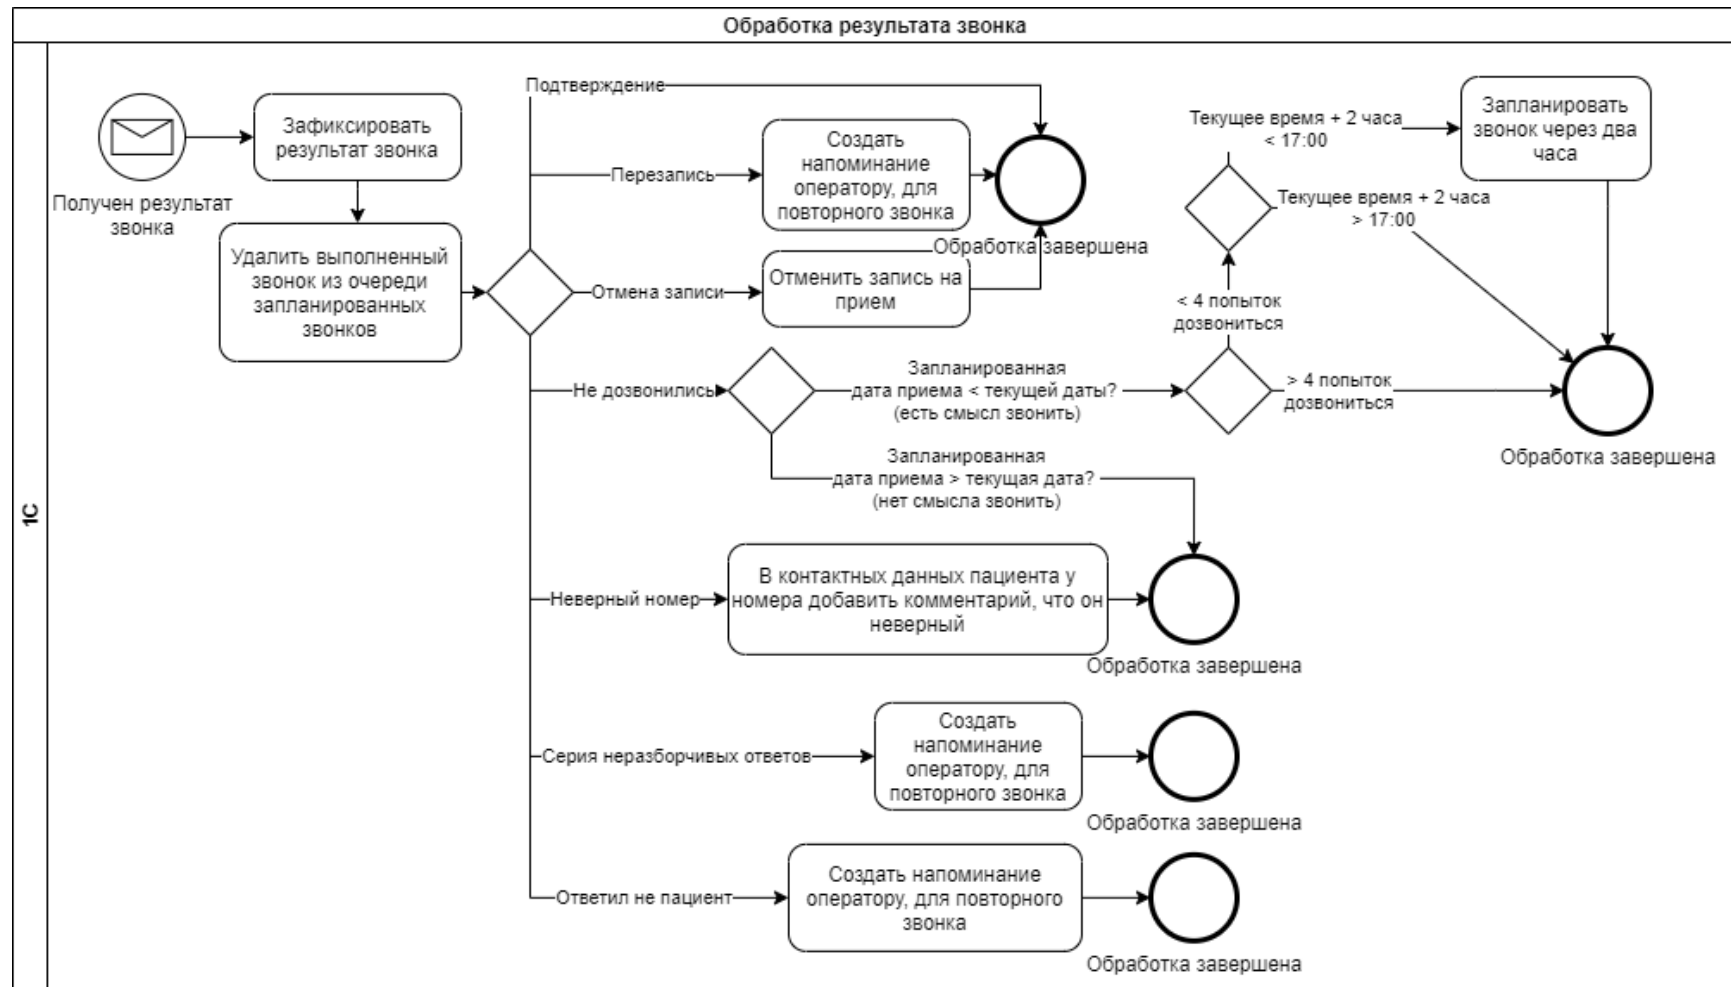 Обработка результата звонка
1С
Получен результат
звонка
Зафиксировать
результат звонка
Удалить выполненный
звонок из очереди
запланированных
звонков
Подтверждение
Перезапись
Создать
напоминание
оператору, для
повторного звонка
Обработка завершена
Отмена записи
Отменить запись на
прием
Не дозвонились
Запланированная
дата приема < текущей даты?
(есть смысл звонить)
< 4 попыток
дозвониться
Текущее время + 2 часа
< 17:00
Запланировать
звонок через два
часа
Текущее время + 2 часа
> 17:00
> 4 попыток
дозвониться
Обработка завершена
Запланированная
дата приема > текущая дата?
(нет смысла звонить)
Неверный номер
В контактных данных пациента у
номера добавить комментарий, что он
неверный
Обработка завершена
Серия неразборчивых ответов
Создать
напоминание
оператору, для
повторного звонка
Обработка завершена
Ответил не пациент
Создать напоминание
оператору, для повторного
звонка
Обработка завершена